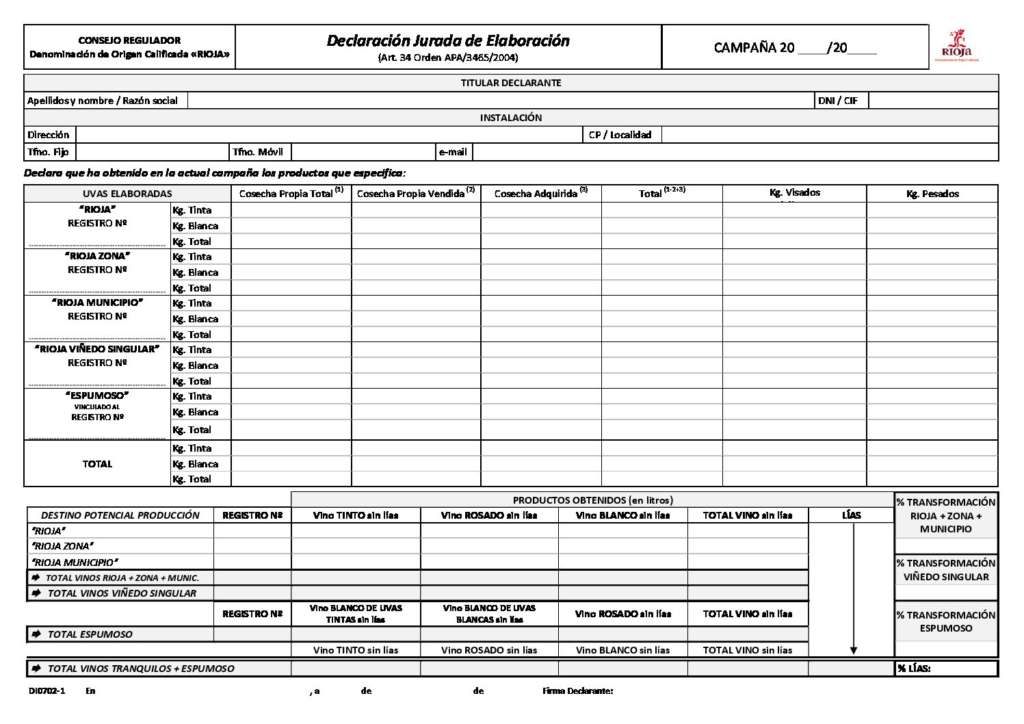 CONSEJO REGULADOR
Denominación de Origen Calificada «RIOJA»
Declaración Jurada de Elaboración
(Art. 34 Orden APA/3465/2004)
CAMPAÑA 20 ____/20____
RIOJA
TITULAR DECLARANTE
Apellidos y nombre / Razón social DNI / CIF
INSTALACIÓN
Dirección CP / Localidad
Tfno. Fijo Tfno. Móvil e-mail
Declara que ha obtenido en la actual campaña los productos que especifica:
UVAS ELABORADAS Cosecha Propia Total (1) Cosecha Propia Vendida (2) Cosecha Adquirida (3) Total (1-2+3) Kg. Visados Kg. Pesados
"RIOJA" Kg. Tinta
REGISTRO Nº Kg. Blanca
Kg. Total
"RIOJA ZONA" Kg. Tinta
REGISTRO Nº Kg. Blanca
Kg. Total
"RIOJA MUNICIPIO" Kg. Tinta
REGISTRO Nº Kg. Blanca
Kg. Total
"RIOJA VIÑEDO SINGULAR" Kg. Tinta
REGISTRO Nº Kg. Blanca
Kg. Total
"ESPUMOSO" Kg. Tinta
VINCULADO AL Kg. Blanca
REGISTRO Nº
Kg. Total
Kg. Tinta
TOTAL Kg. Blanca
Kg. Total
PRODUCTOS OBTENIDOS (en litros)
DESTINO POTENCIAL PRODUCCIÓN REGISTRO Nº Vino TINTO sin lías Vino ROSADO sin lías Vino BLANCO sin lías TOTAL VINO sin lías LÍAS
% TRANSFORMACIÓN
RIOJA + ZONA +
MUNICIPIO
"RIOJA"
"RIOJA ZONA"
"RIOJA MUNICIPIO"
TOTAL VINOS RIOJA + ZONA + MUNIC.
TOTAL VINOS VIÑEDO SINGULAR
% TRANSFORMACIÓN
VIÑEDO SINGULAR
REGISTRO Nº Vino BLANCO DE UVAS TINTAS sin lías Vino BLANCO DE UVAS BLANCAS sin lías Vino ROSADO sin lías TOTAL VINO sin lías
% TRANSFORMACIÓN
ESPUMOSO
TOTAL ESPUMOSO
Vino TINTO sin lías Vino ROSADO sin lías Vino BLANCO sin lías TOTAL VINO sin lías
TOTAL VINOS TRANQUILOS + ESPUMOSO % LÍAS:
DI0702-1 En , a de de Firma Declarante: